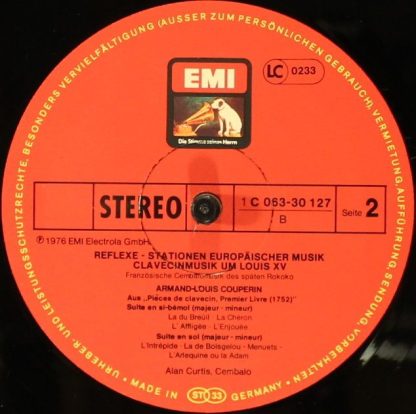 EMI
LC 0233
Die Stimme seines Herrn
STEREO
1 C 063-30 127
B
Seite 2
Ⓟ 1976 EMI Electrola GmbH
REFLEXE - STATIONEN EUROPÄISCHER MUSIK
CLAVECINMUSIK UM LOUIS XV
Französische Cembalomusik des späten Rokoko
ARMAND-LOUIS COUPERIN
Aus „Pièces de clavecin, Premier Livre (1752)"
Suite en si-bémol (majeur - mineur)
La du Breüil · La Chéron
L' Affligée · L'Enjouée
Suite en sol (majeur - mineur)
L'Intrépide · La de Boisgelou · Menuets ·
L'Arlequine ou la Adam
Alan Curtis, Cembalo
URHEBER- UND LEISTUNGSSCHUTZRECHTE, BESONDERS VERVIELFÄLTIGUNG (AUSSER ZUM PERSÖNLICHEN GEBRAUCH), VERMIETUNG, AUFFÜHRUNG, SENDUNG, VORBEHALTEN
MADE IN GERMANY
ST 33